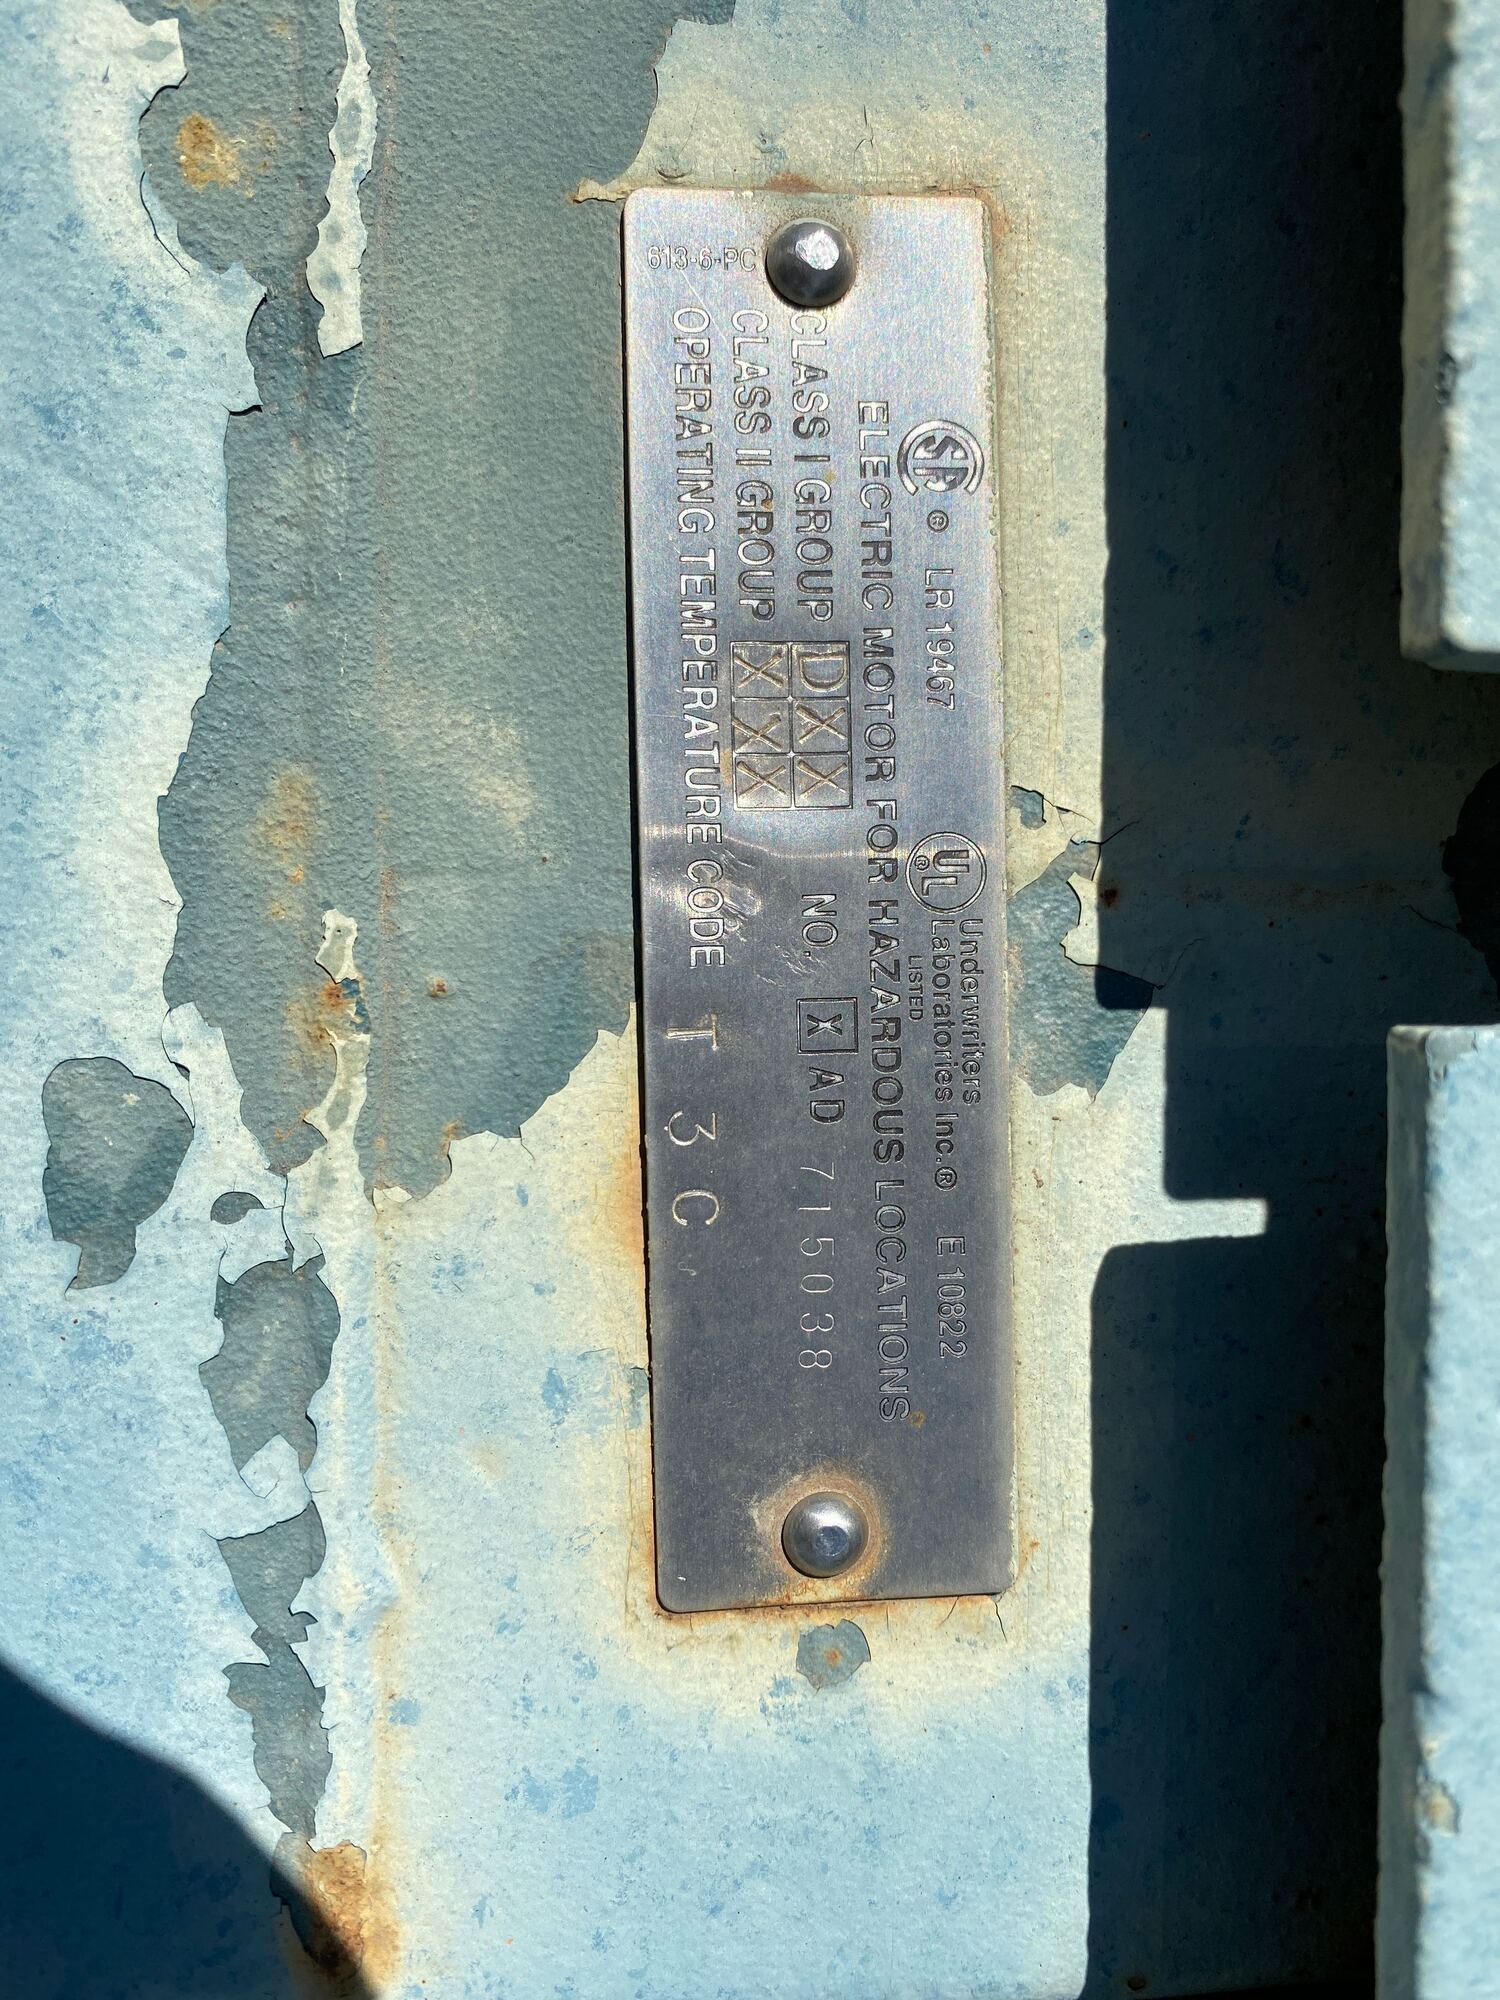 SA ® LR 19467 UL ® Underwriters Laboratories Inc.® E 10822
LISTED
ELECTRIC MOTOR FOR HAZARDOUS LOCATIONS
CLASS I GROUP D X X NO. X AD 715038
CLASS II GROUP X X X
OPERATING TEMPERATURE CODE T 3 C
613-6-PC